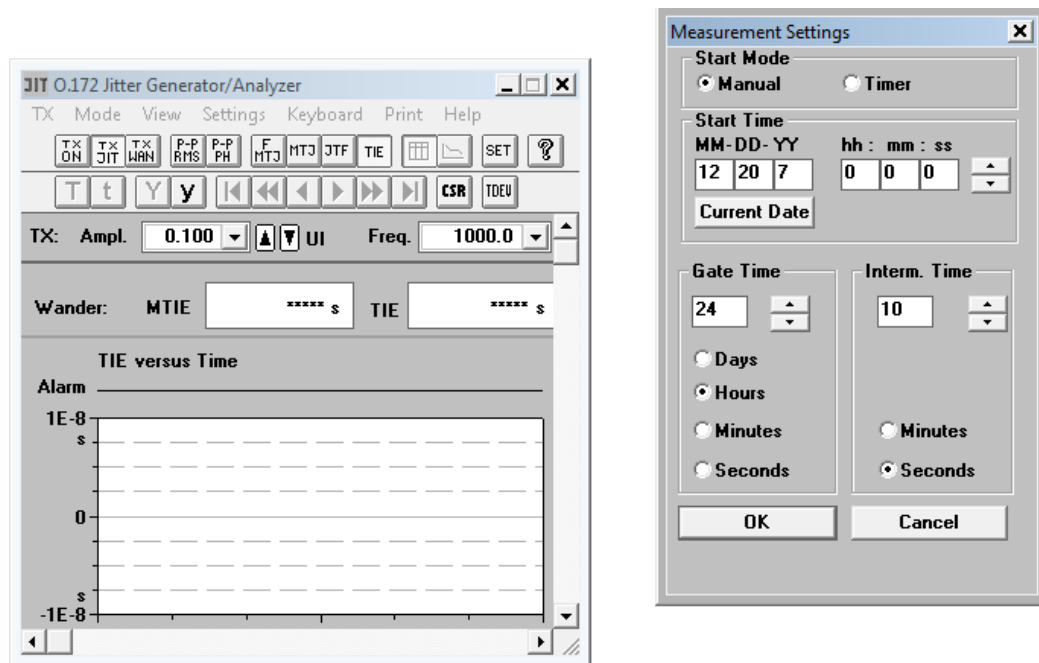 JIT O.172 Jitter Generator/Analyzer
TX Mode View Settings Keyboard Print Help
TX ON TX JIT TX WAN P-P RMS P-P PH F MTJ MTJ JTF TIE SET ?
T t Y y CSR TDEV
TX: Ampl. 0.100 UI Freq. 1000.0
Wander: MTIE ***** s TIE ***** s
TIE versus Time
Alarm
1E-8
s
0
s
-1E-8
Measurement Settings
Start Mode
Manual Timer
Start Time
MM-DD-YY hh : mm : ss
12 20 7 0 0 0
Current Date
Gate Time Interm. Time
24 10
Days
Hours
Minutes Minutes
Seconds Seconds
OK Cancel